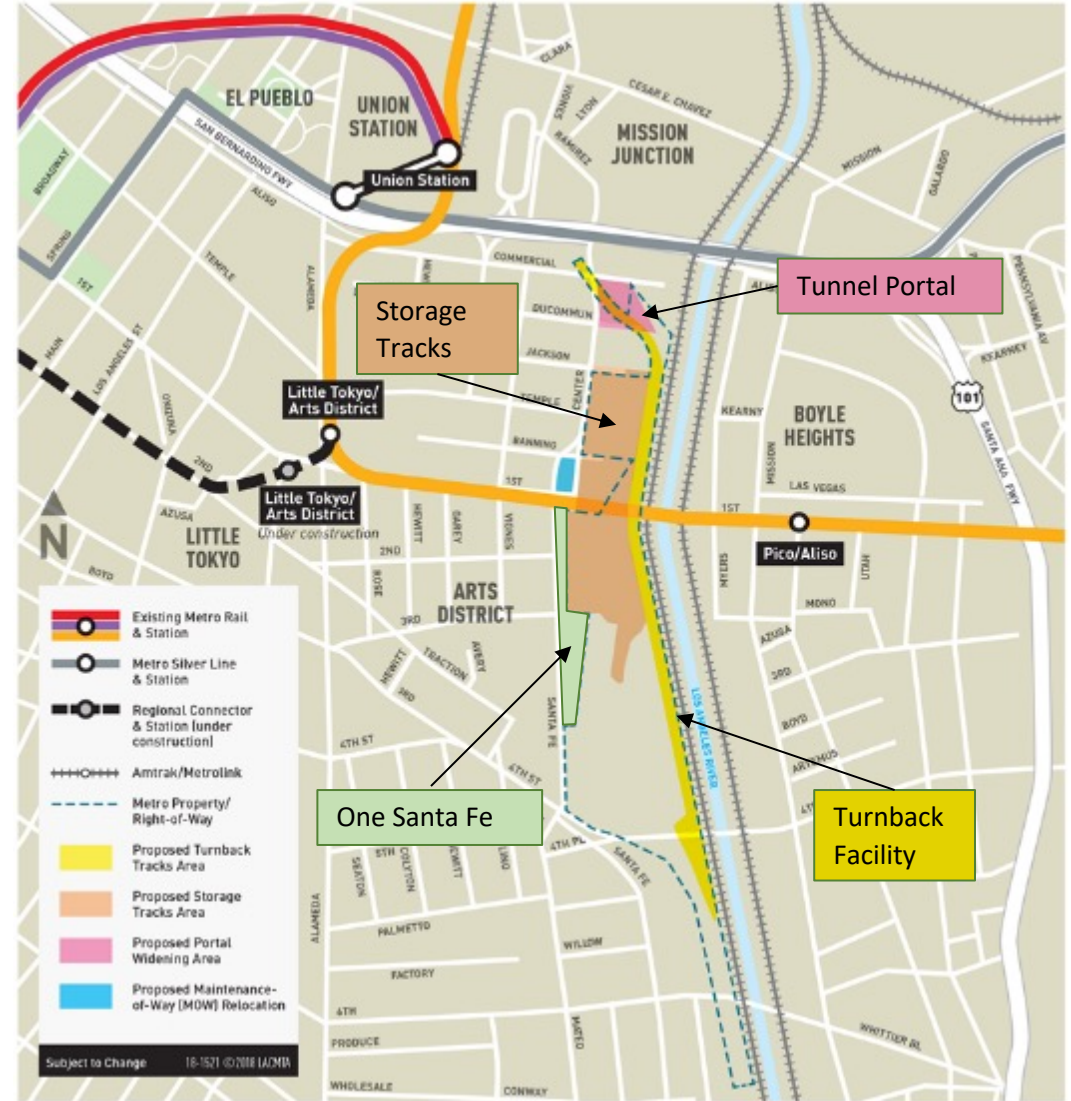 CLARA
VIGNES
LYON
CESAR E. CHAVEZ
EL PUEBLO
UNION
STATION
RAMIREZ
MISSION
JUNCTION
MISSION
GALARDO
BROADWAY
SAN BERNARDINO FWY
Union Station
ALISO
SPRING
TEMPLE
1ST
ALAMEDA
COMMERCIAL
Tunnel Portal
PENNSYLVANIA AV
Storage
Tracks
DUCOMMUN
MAIN
LOS ANGELES ST
JACKSON
KEARNEY
CENTER
TEMPLE
101
Little Tokyo/
Arts District
KEARNY
BOYLE
HEIGHTS
BANNING
MISSION
SANTA ANA FWY
2ND
1ST
LAS VEGAS
Little Tokyo/
Arts District
Under construction
1ST
AZUSA
N
LITTLE
TOKYO
HEWITT
GAREY
VIGNES
Pico/Aliso
2ND
BOYD
ROSE
MYERS
UTAH
ARTS
DISTRICT
MONO
3RD
AZUSA
HEWITT
TRACTION
AVERY
3RD
3RD
SANTA FE
LOS ANGELES RIVER
BOYD
4TH ST
4TH ST
ARTEMUS
One Santa Fe
Turnback
Facility
4TH PL
SANTA FE
SEATON
COLYTON
PALMETTO
ALAMEDA
WILLOW
FACTORY
6TH
MATEO
WHITTIER BL
PRODUCE
WHOLESALE
CONWAY
Existing Metro Rail
& Station
Metro Silver Line
& Station
Regional Connector
& Station (under
construction)
Amtrak/Metrolink
Metro Property/
Right-of-Way
Proposed Turnback
Tracks Area
Proposed Storage
Tracks Area
Proposed Portal
Widening Area
Proposed Maintenance-
of-Way (MOW) Relocation
Subject to Change
18-1521 ©2018 LACMTA